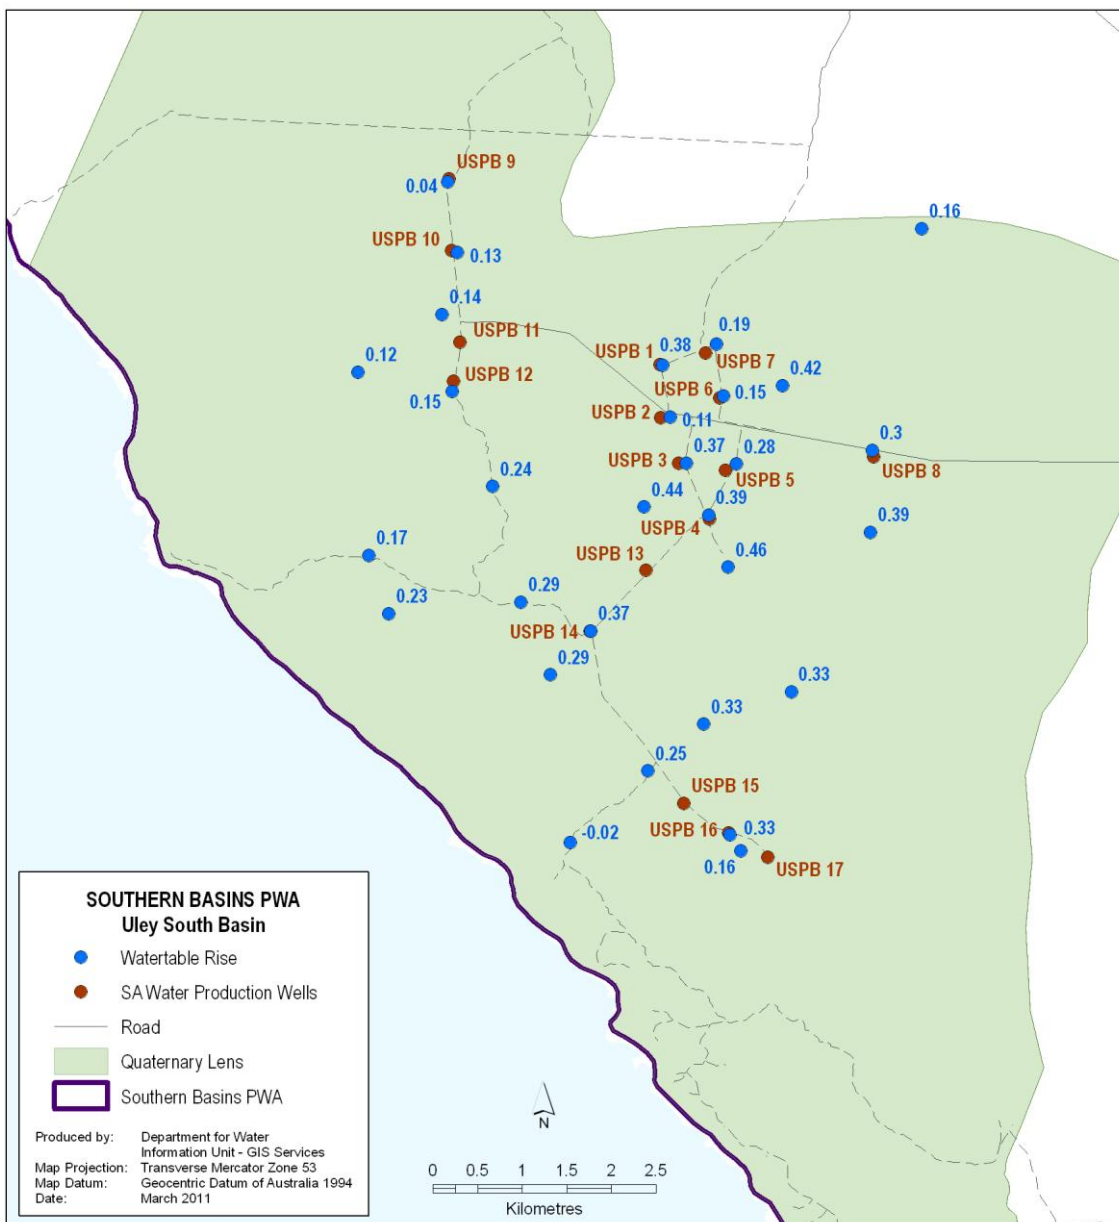 USPB 9
0.04
0.16
USPB 10
0.13
0.14
USPB 11
0.19
USPB 1
0.38
USPB 7
0.12
USPB 12
0.42
0.15
USPB 6
0.15
USPB 2
0.11
0.3
USPB 3
0.37
0.28
USPB 8
USPB 5
0.24
0.44
0.39
USPB 4
0.39
0.17
USPB 13
0.46
0.29
0.23
0.37
USPB 14
0.29
0.33
0.33
0.25
USPB 15
-0.02
USPB 16
0.33
0.16
USPB 17
SOUTHERN BASINS PWA
Uley South Basin
Watertable Rise
SA Water Production Wells
Road
Quaternary Lens
Southern Basins PWA
Produced by: Department for Water
Information Unit - GIS Services
Map Projection: Transverse Mercator Zone 53
Map Datum: Geocentric Datum of Australia 1994
Date: March 2011
N
0 0.5 1 1.5 2 2.5
Kilometres